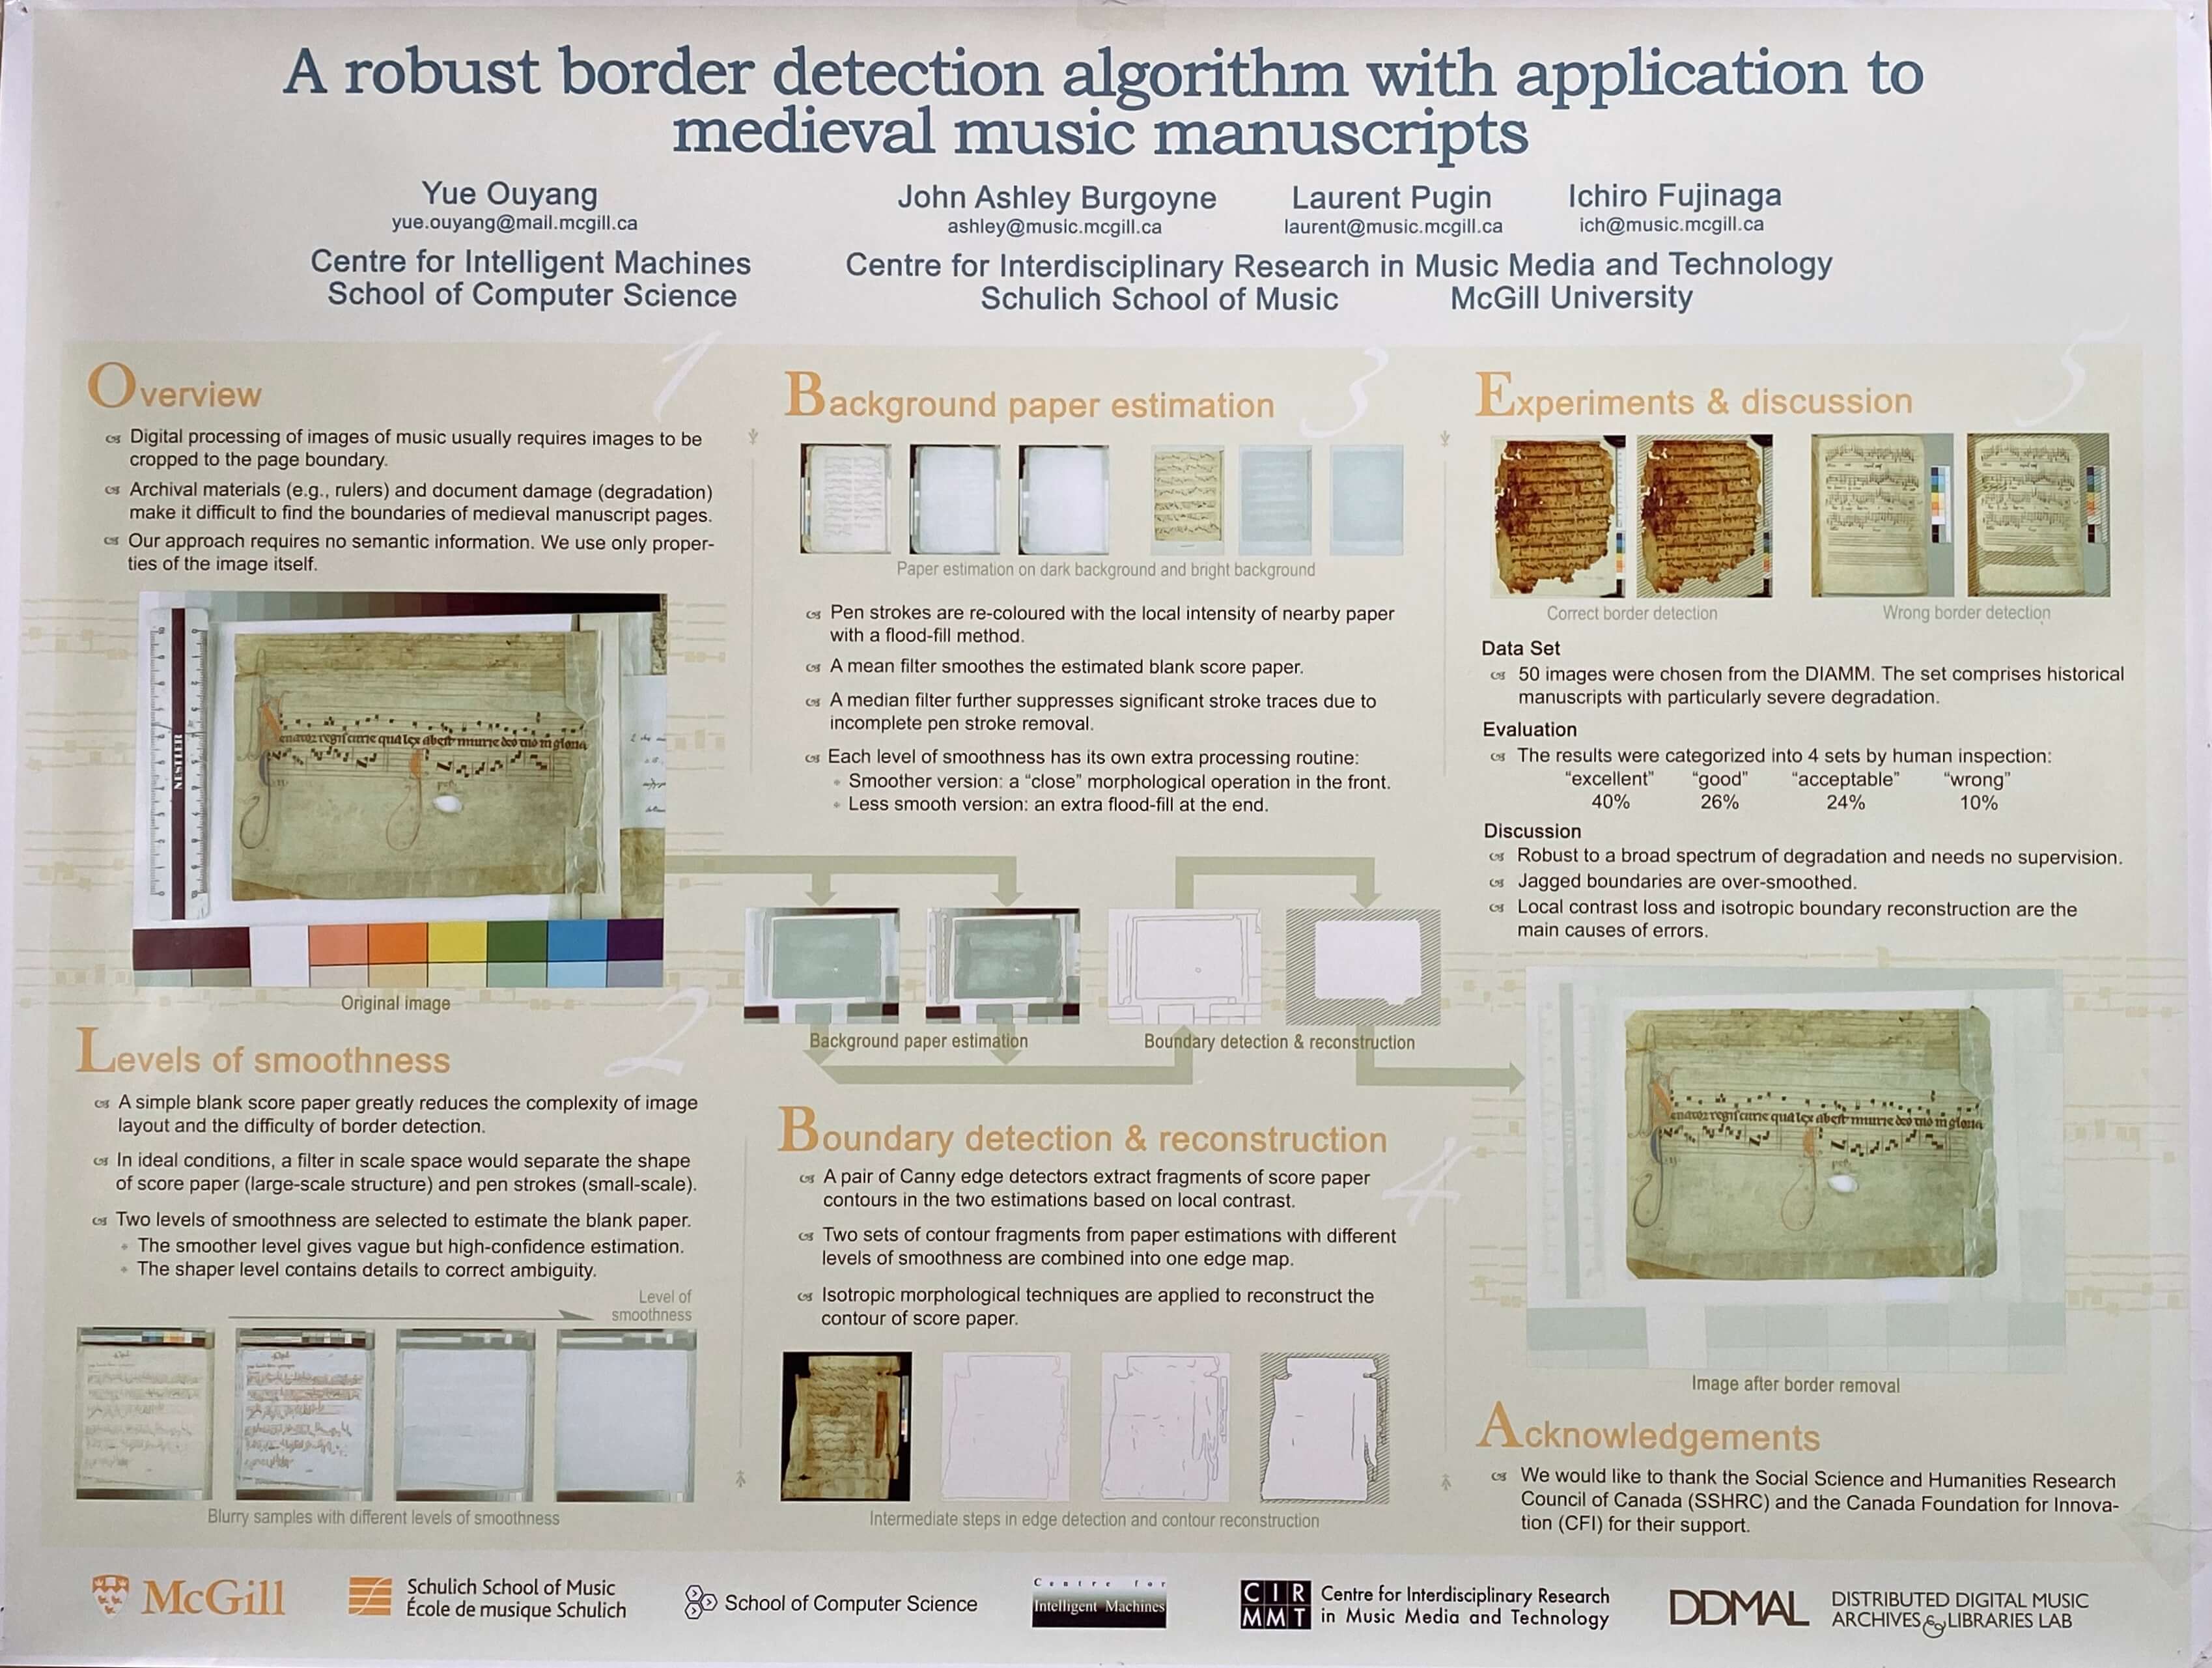 A robust border detection algorithm with application to
medieval music manuscripts
Yue Ouyang
yue.ouyang@mail.mcgill.ca
Centre for Intelligent Machines
School of Computer Science
John Ashley Burgoyne
ashley@music.mcgill.ca
Laurent Pugin
laurent@music.mcgill.ca
Ichiro Fujinaga
ich@music.mcgill.ca
Centre for Interdisciplinary Research in Music Media and Technology
Schulich School of Music McGill University
1
Overview
Digital processing of images of music usually requires images to be
cropped to the page boundary.
Archival materials (e.g., rulers) and document damage (degradation)
make it difficult to find the boundaries of medieval manuscript pages.
Our approach requires no semantic information. We use only proper-
ties of the image itself.
NESTLER
Original image
2
Levels of smoothness
A simple blank score paper greatly reduces the complexity of image
layout and the difficulty of border detection.
In ideal conditions, a filter in scale space would separate the shape
of score paper (large-scale structure) and pen strokes (small-scale).
Two levels of smoothness are selected to estimate the blank paper.
The smoother level gives vague but high-confidence estimation.
The shaper level contains details to correct ambiguity.
Level of
smoothness
Blurry samples with different levels of smoothness
3
Background paper estimation
Paper estimation on dark background and bright background
Pen strokes are re-coloured with the local intensity of nearby paper
with a flood-fill method.
A mean filter smoothes the estimated blank score paper.
A median filter further suppresses significant stroke traces due to
incomplete pen stroke removal.
Each level of smoothness has its own extra processing routine:
Smoother version: a “close” morphological operation in the front.
Less smooth version: an extra flood-fill at the end.
Background paper estimation
Boundary detection & reconstruction
4
Boundary detection & reconstruction
A pair of Canny edge detectors extract fragments of score paper
contours in the two estimations based on local contrast.
Two sets of contour fragments from paper estimations with different
levels of smoothness are combined into one edge map.
Isotropic morphological techniques are applied to reconstruct the
contour of score paper.
Intermediate steps in edge detection and contour reconstruction
5
Experiments & discussion
Correct border detection
Wrong border detection
Data Set
50 images were chosen from the DIAMM. The set comprises historical
manuscripts with particularly severe degradation.
Evaluation
The results were categorized into 4 sets by human inspection:
“excellent” “good” “acceptable” “wrong”
40% 26% 24% 10%
Discussion
Robust to a broad spectrum of degradation and needs no supervision.
Jagged boundaries are over-smoothed.
Local contrast loss and isotropic boundary reconstruction are the
main causes of errors.
Image after border removal
Acknowledgements
We would like to thank the Social Science and Humanities Research
Council of Canada (SSHRC) and the Canada Foundation for Innova-
tion (CFI) for their support.
McGill
Schulich School of Music
École de musique Schulich
School of Computer Science
Centre for
Intelligent Machines
CIR
MMT
Centre for Interdisciplinary Research
in Music Media and Technology
DDMAL
DISTRIBUTED DIGITAL MUSIC
ARCHIVES & LIBRARIES LAB